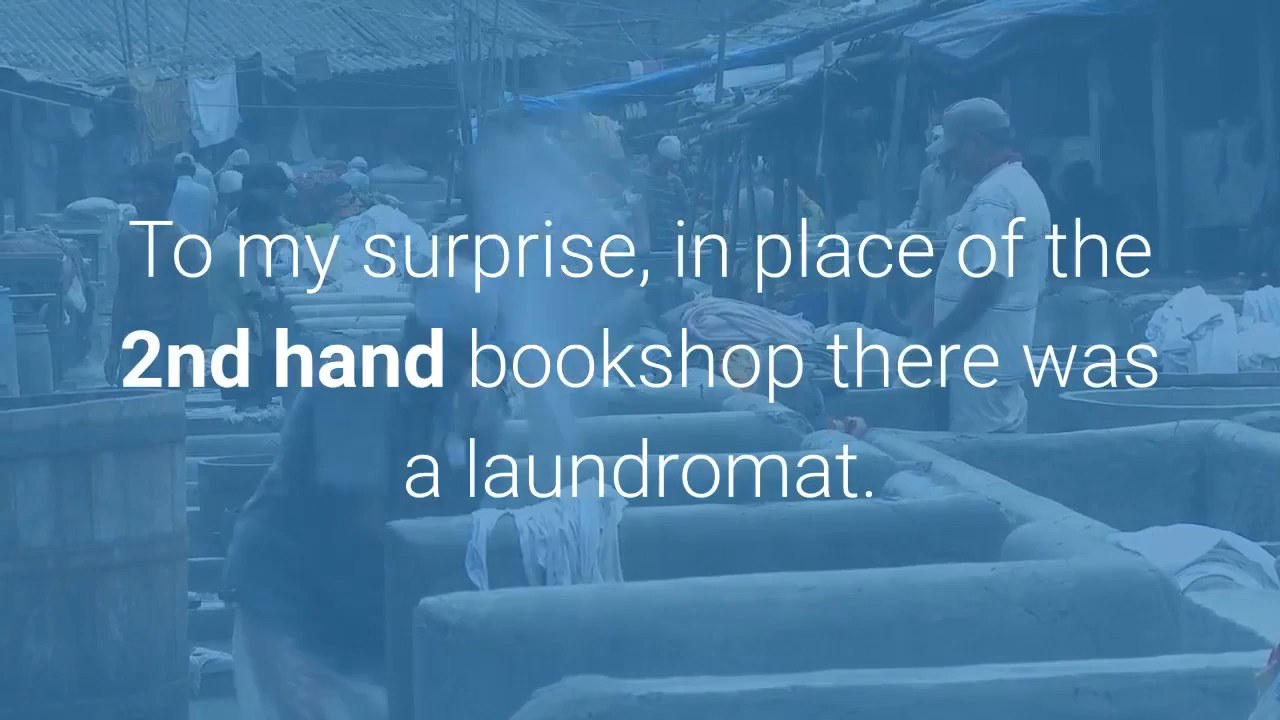 To my surprise, in place of the
2nd hand bookshop there was
a laundromat.